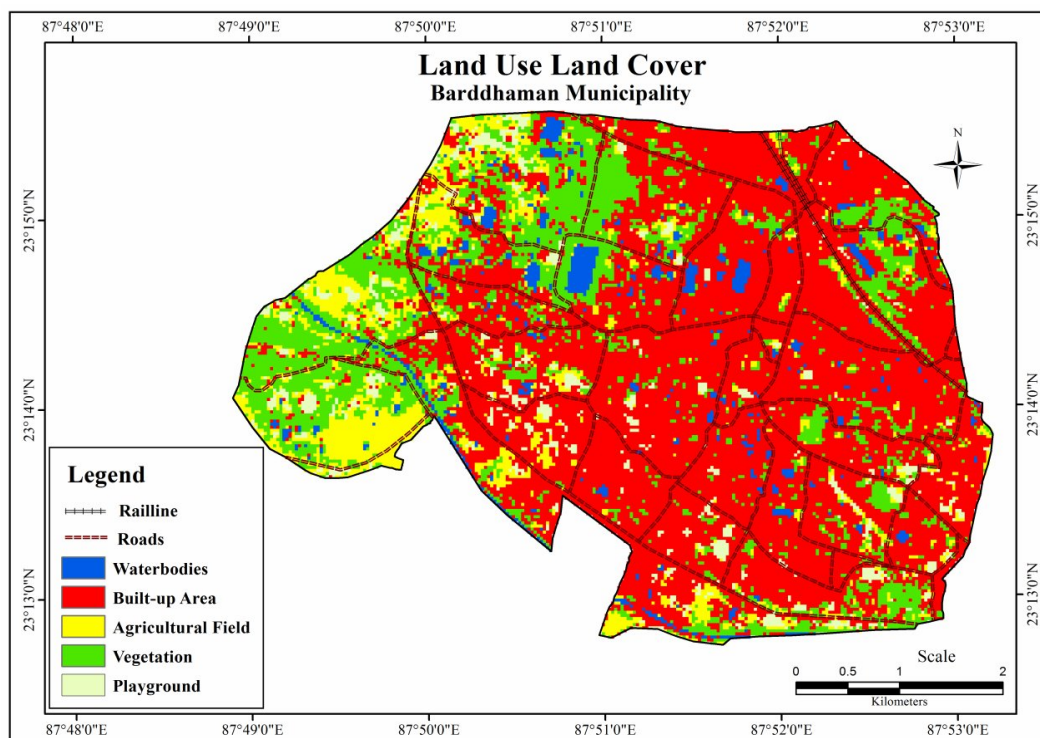 87°48'0"E 87°49'0"E 87°50'0"E 87°51'0"E 87°52'0"E 87°53'0"E
Land Use Land Cover
Barddhaman Municipality
N
23°15'0"N
23°15'0"N
23°14'0"N
23°14'0"N
23°13'0"N
23°13'0"N
Legend
Railline
Roads
Waterbodies
Built-up Area
Agricultural Field
Vegetation
Playground
Scale
0 0.5 1 2
Kilometers
87°48'0"E 87°49'0"E 87°50'0"E 87°51'0"E 87°52'0"E 87°53'0"E